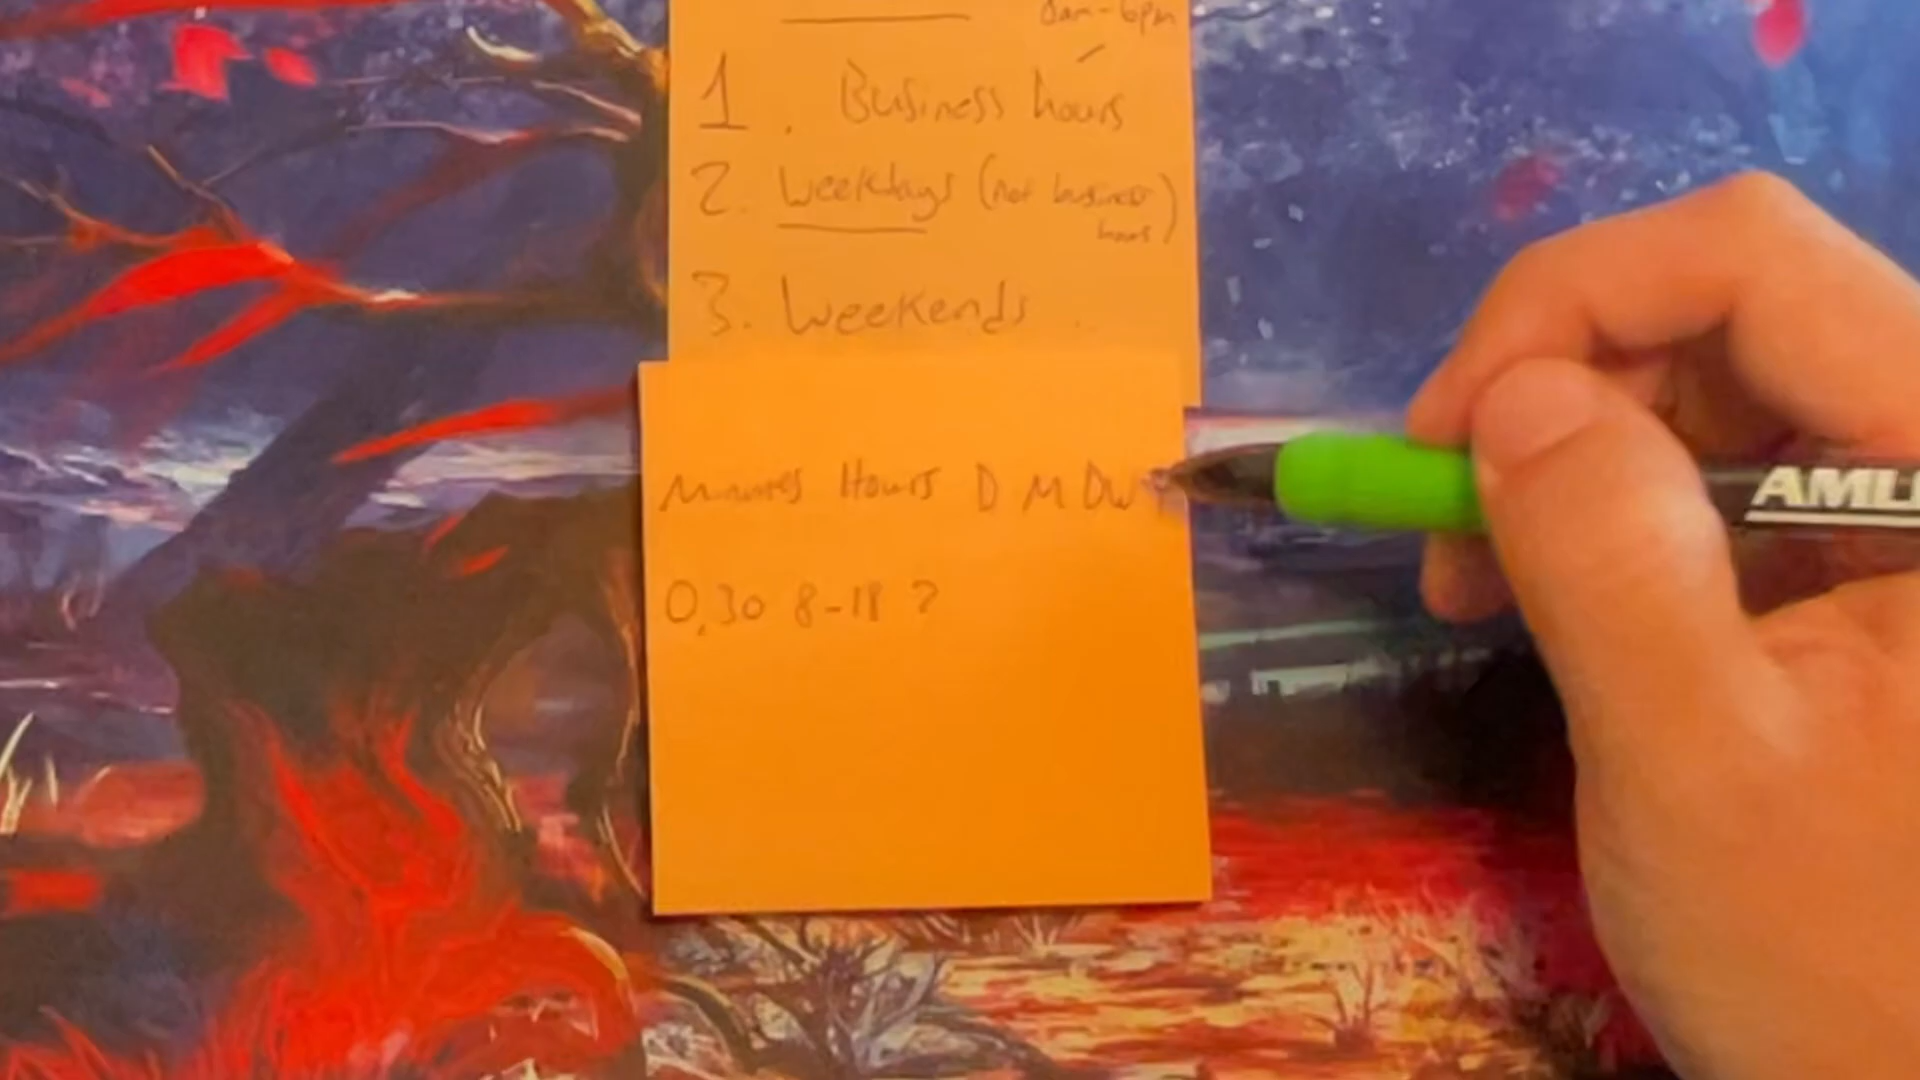 8am-6pm
1. Business hours
2. Weekdays (not business
hours)
3. Weekends
Minutes Hours D M DW Y
0,30 8-18 ?
AML